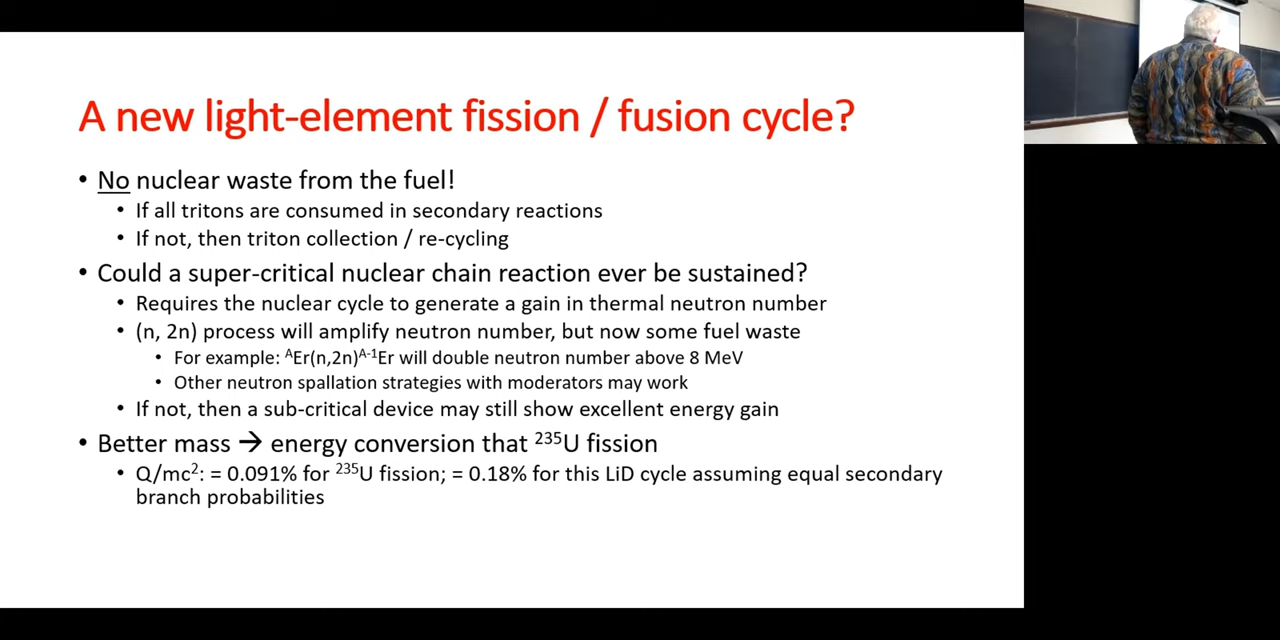 A new light-element fission / fusion cycle?
• No nuclear waste from the fuel!
• If all tritons are consumed in secondary reactions
• If not, then triton collection / re-cycling
• Could a super-critical nuclear chain reaction ever be sustained?
• Requires the nuclear cycle to generate a gain in thermal neutron number
• (n, 2n) process will amplify neutron number, but now some fuel waste
• For example: ᴬEr(n,2n)ᴬ⁻¹Er will double neutron number above 8 MeV
• Other neutron spallation strategies with moderators may work
• If not, then a sub-critical device may still show excellent energy gain
• Better mass → energy conversion that ²³⁵U fission
• Q/mc²: = 0.091% for ²³⁵U fission; = 0.18% for this LiD cycle assuming equal secondary
branch probabilities